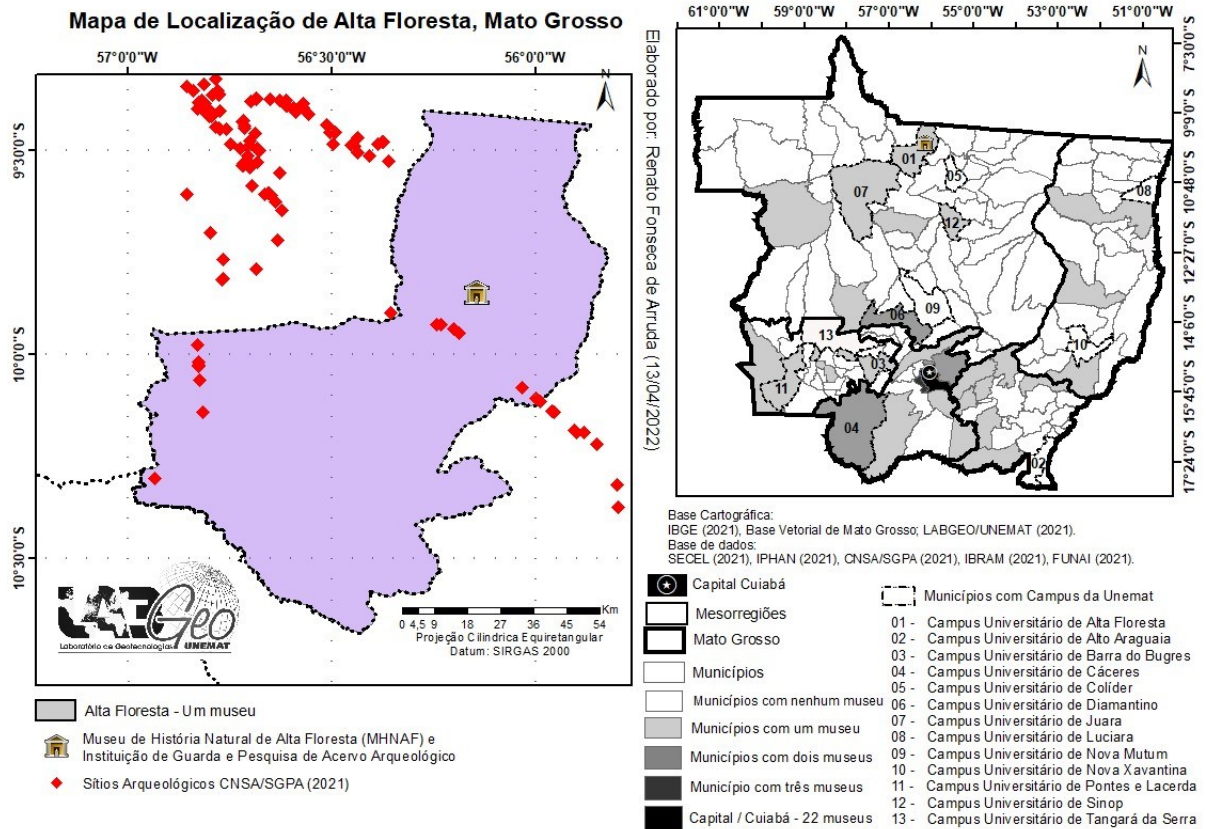 Mapa de Localização de Alta Floresta, Mato Grosso
57°0'0"W
56°30'0"W
56°0'0"W
9°30'0"S
10°0'0"S
10°30'0"S
N
Km
0 4,5 9 18 27 36 45 54
Projeção Cilíndrica Equiretangular
Datum: SIRGAS 2000
LABGeo
UNEMAT
Laboratório de Geotecnologias
Alta Floresta - Um museu
Museu de História Natural de Alta Floresta (MHNAF) e
Instituição de Guarda e Pesquisa de Acervo Arqueológico
Sítios Arqueológicos CNSA/SGPA (2021)
Elaborado por: Renato Fonseca de Arruda (13/04/2022)
61°0'0"W 59°0'0"W 57°0'0"W 55°0'0"W 53°0'0"W 51°0'0"W
7°30'0"S
9°9'0"S
10°48'0"S
12°27'0"S
14°6'0"S
15°45'0"S
17°24'0"S
N
01
05
08
07
12
09
06
13
10
03
11
04
02
Base Cartográfica:
IBGE (2021), Base Vetorial de Mato Grosso; LABGEO/UNEMAT (2021).
Base de dados:
SECEL (2021), IPHAN (2021), CNSA/SGPA (2021), IBRAM (2021), FUNAI (2021).
Capital Cuiabá
Mesorregiões
Mato Grosso
Municípios
Municípios com nenhum museu
Municípios com um museu
Municípios com dois museus
Município com três museus
Capital / Cuiabá - 22 museus
Municípios com Campus da Unemat
01 - Campus Universitário de Alta Floresta
02 - Campus Universitário de Alto Araguaia
03 - Campus Universitário de Barra do Bugres
04 - Campus Universitário de Cáceres
05 - Campus Universitário de Colíder
06 - Campus Universitário de Diamantino
07 - Campus Universitário de Juara
08 - Campus Universitário de Luciara
09 - Campus Universitário de Nova Mutum
10 - Campus Universitário de Nova Xavantina
11 - Campus Universitário de Pontes e Lacerda
12 - Campus Universitário de Sinop
13 - Campus Universitário de Tangará da Serra